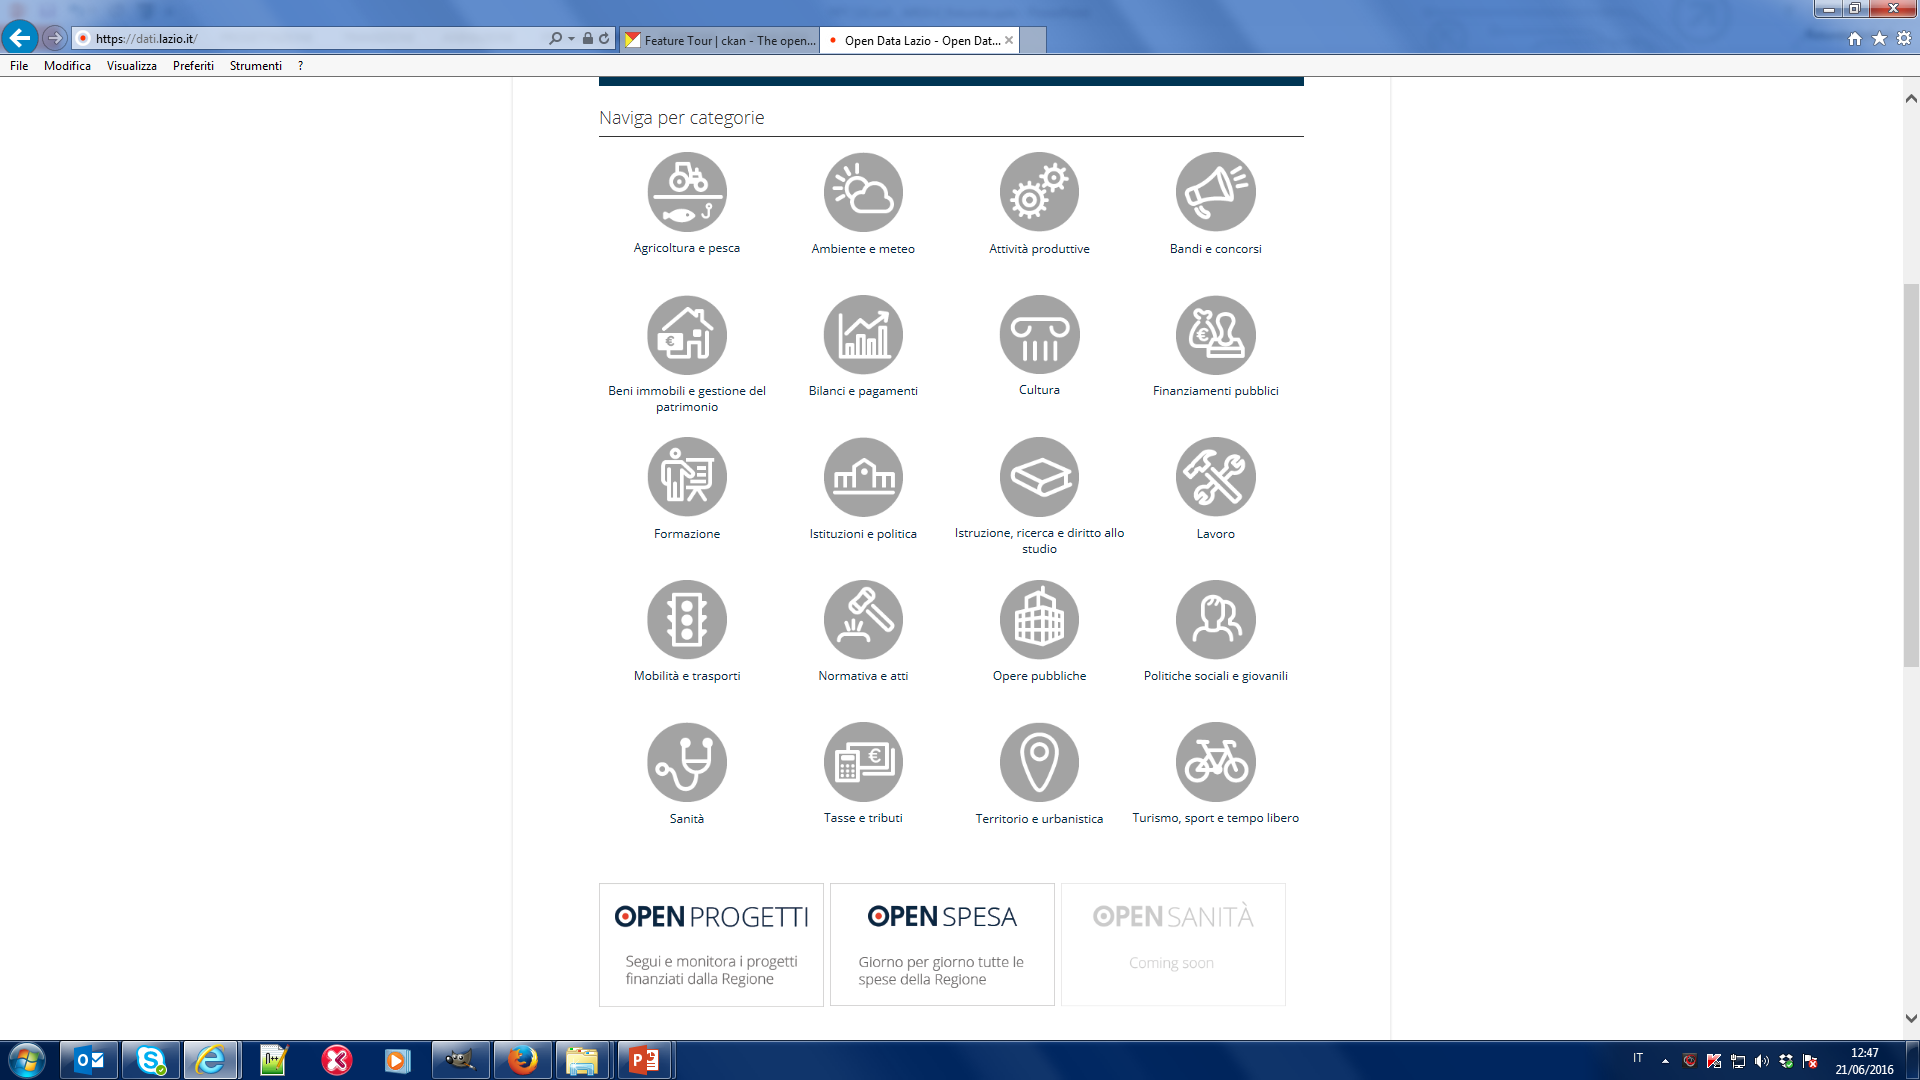 https://dati.lazio.it/
Feature Tour | ckan - The open...
Open Data Lazio - Open Dat...
File Modifica Visualizza Preferiti Strumenti ?
Naviga per categorie
Agricoltura e pesca
Ambiente e meteo
Attività produttive
Bandi e concorsi
Beni immobili e gestione del
patrimonio
Bilanci e pagamenti
Cultura
Finanziamenti pubblici
Formazione
Istituzioni e politica
Istruzione, ricerca e diritto allo
studio
Lavoro
Mobilità e trasporti
Normativa e atti
Opere pubbliche
Politiche sociali e giovanili
Sanità
Tasse e tributi
Territorio e urbanistica
Turismo, sport e tempo libero
OPEN PROGETTI
Segui e monitora i progetti
finanziati dalla Regione
OPEN SPESA
Giorno per giorno tutte le
spese della Regione
OPEN SANITÀ
Coming soon
IT
12:47
21/06/2016